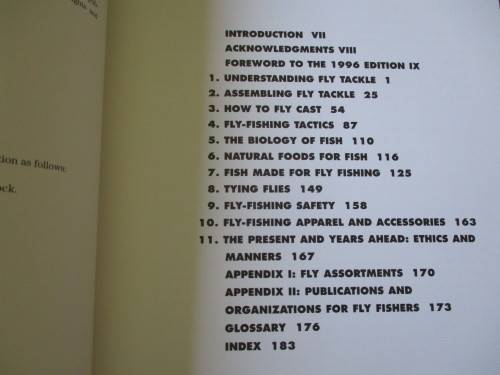 tion as follows:
ock.
INTRODUCTION VII
ACKNOWLEDGMENTS VIII
FOREWORD TO THE 1996 EDITION IX
1. UNDERSTANDING FLY TACKLE 1
2. ASSEMBLING FLY TACKLE 25
3. HOW TO FLY CAST 54
4. FLY-FISHING TACTICS 87
5. THE BIOLOGY OF FISH 110
6. NATURAL FOODS FOR FISH 116
7. FISH MADE FOR FLY FISHING 125
8. TYING FLIES 149
9. FLY-FISHING SAFETY 158
10. FLY-FISHING APPAREL AND ACCESSORIES 163
11. THE PRESENT AND YEARS AHEAD: ETHICS AND
MANNERS 167
APPENDIX I: FLY ASSORTMENTS 170
APPENDIX II: PUBLICATIONS AND
ORGANIZATIONS FOR FLY FISHERS 173
GLOSSARY 176
INDEX 183